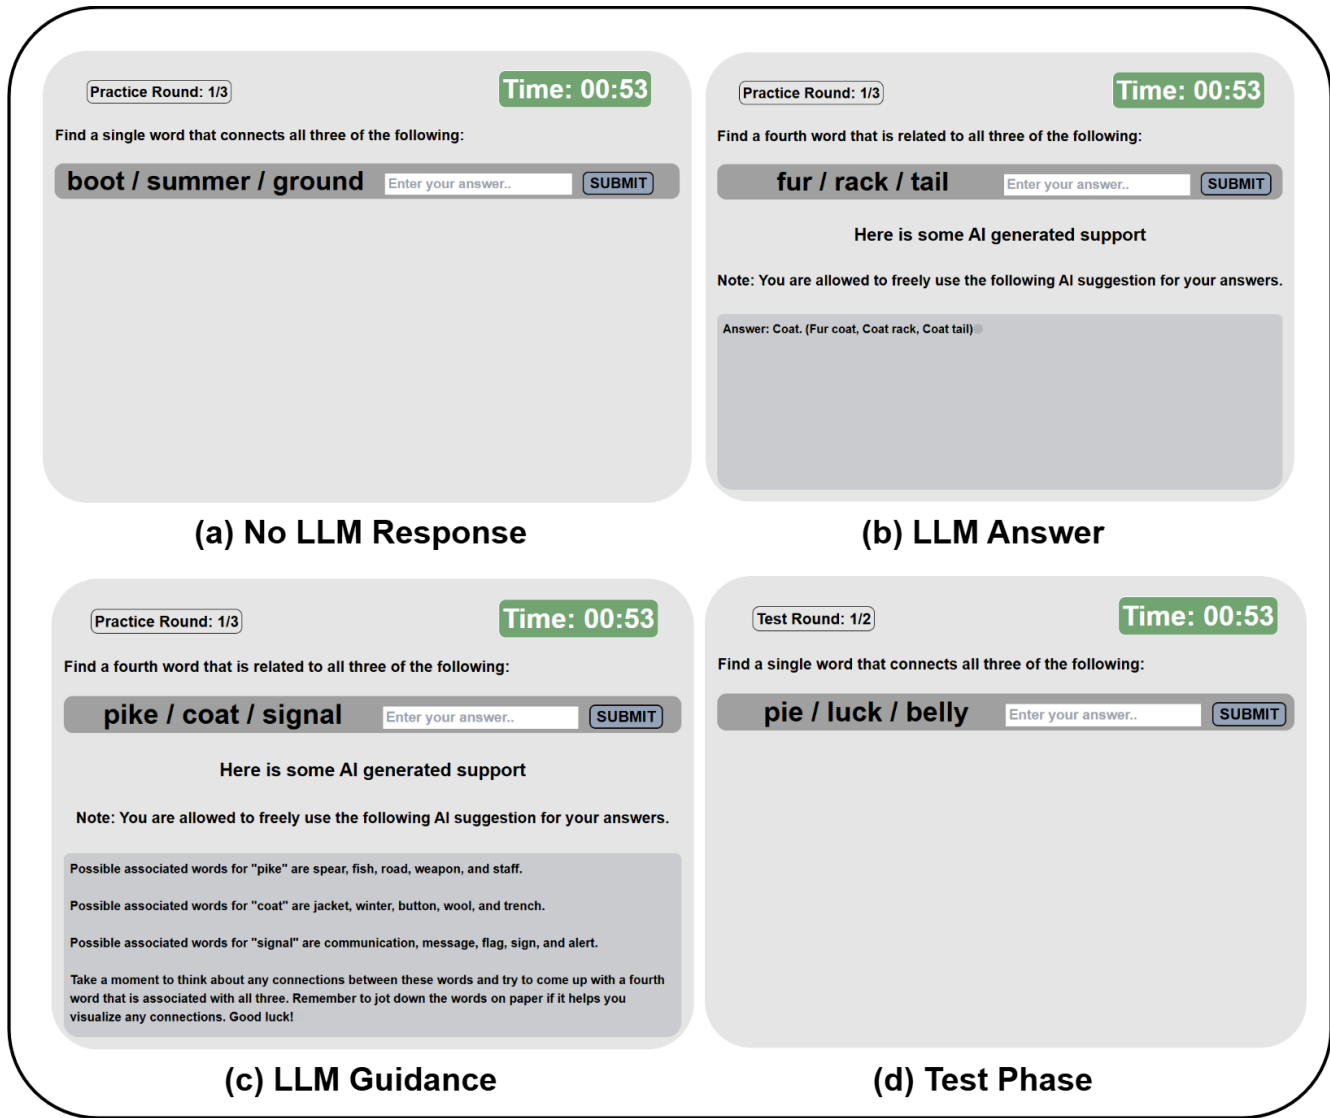 Practice Round: 1/3
Time: 00:53
Find a single word that connects all three of the following:
boot / summer / ground
Enter your answer..
SUBMIT
(a) No LLM Response
Practice Round: 1/3
Time: 00:53
Find a fourth word that is related to all three of the following:
fur / rack / tail
Enter your answer..
SUBMIT
Here is some AI generated support
Note: You are allowed to freely use the following AI suggestion for your answers.
Answer: Coat. (Fur coat, Coat rack, Coat tail)
(b) LLM Answer
Practice Round: 1/3
Time: 00:53
Find a fourth word that is related to all three of the following:
pike / coat / signal
Enter your answer..
SUBMIT
Here is some AI generated support
Note: You are allowed to freely use the following AI suggestion for your answers.
Possible associated words for "pike" are spear, fish, road, weapon, and staff.
Possible associated words for "coat" are jacket, winter, button, wool, and trench.
Possible associated words for "signal" are communication, message, flag, sign, and alert.
Take a moment to think about any connections between these words and try to come up with a fourth
word that is associated with all three. Remember to jot down the words on paper if it helps you
visualize any connections. Good luck!
(c) LLM Guidance
Test Round: 1/2
Time: 00:53
Find a single word that connects all three of the following:
pie / luck / belly
Enter your answer..
SUBMIT
(d) Test Phase